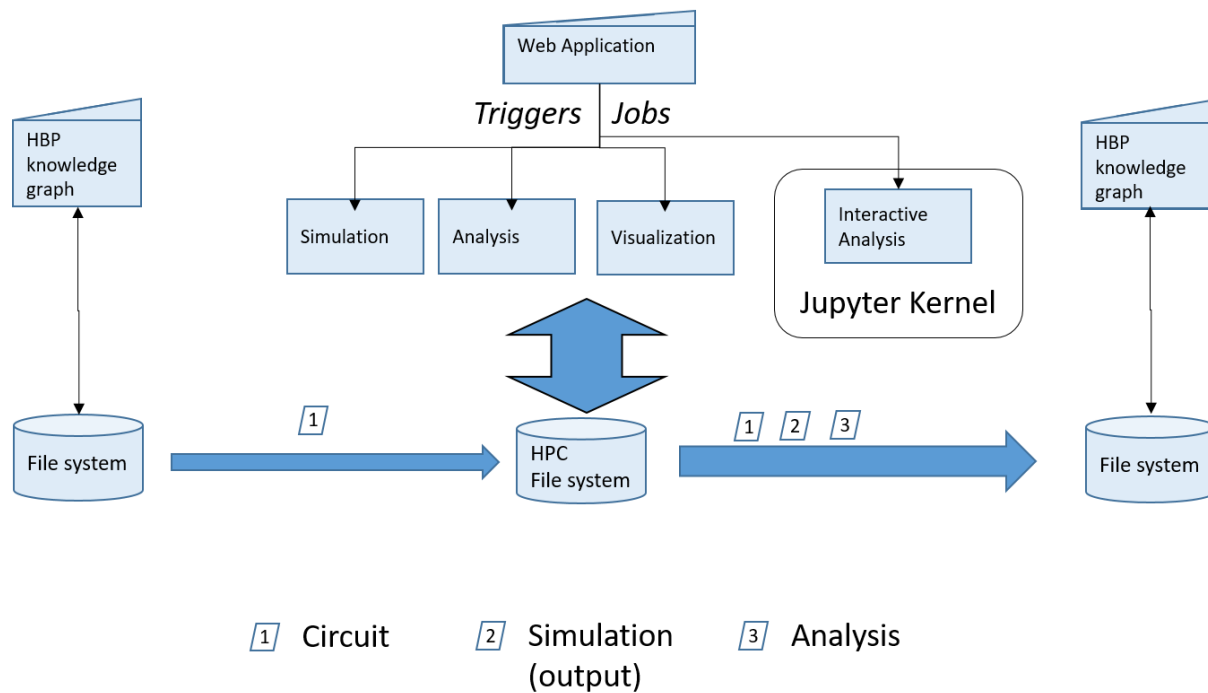 Web Application
Triggers Jobs
HBP
knowledge
graph
HBP
knowledge
graph
Simulation
Analysis
Visualization
Interactive
Analysis
Jupyter Kernel
1
1 2 3
File system
HPC
File system
File system
1 Circuit
2 Simulation
(output)
3 Analysis